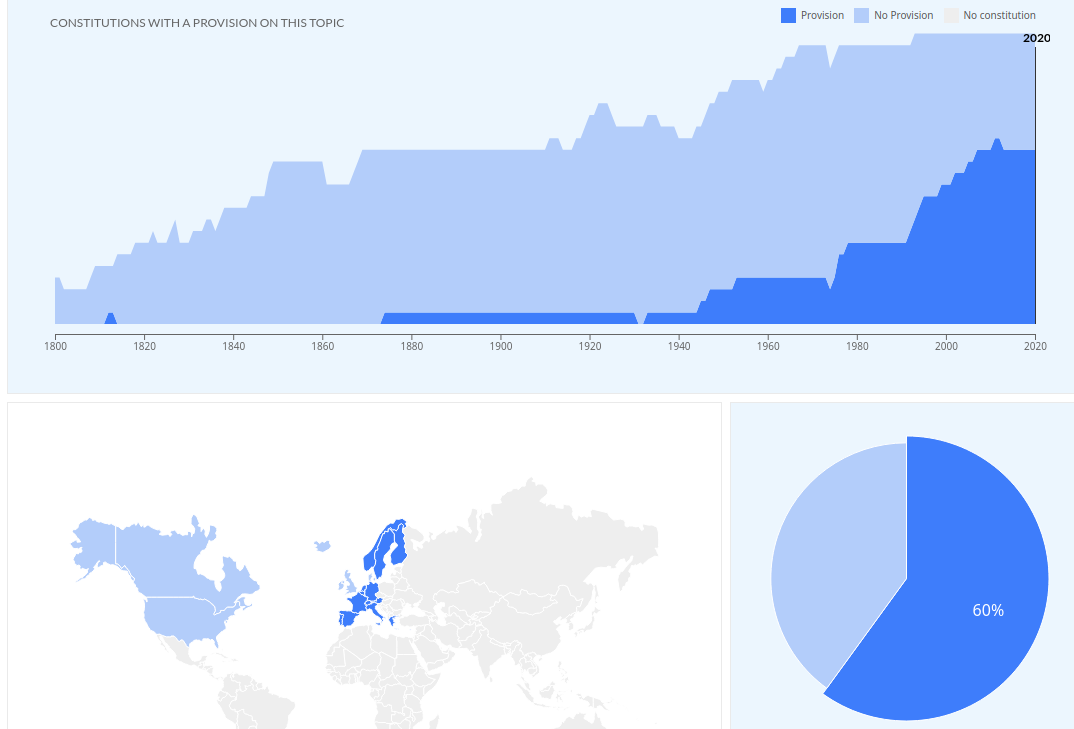 CONSTITUTIONS WITH A PROVISION ON THIS TOPIC
Provision No Provision No constitution
2020
1800 1820 1840 1860 1880 1900 1920 1940 1960 1980 2000 2020
60%